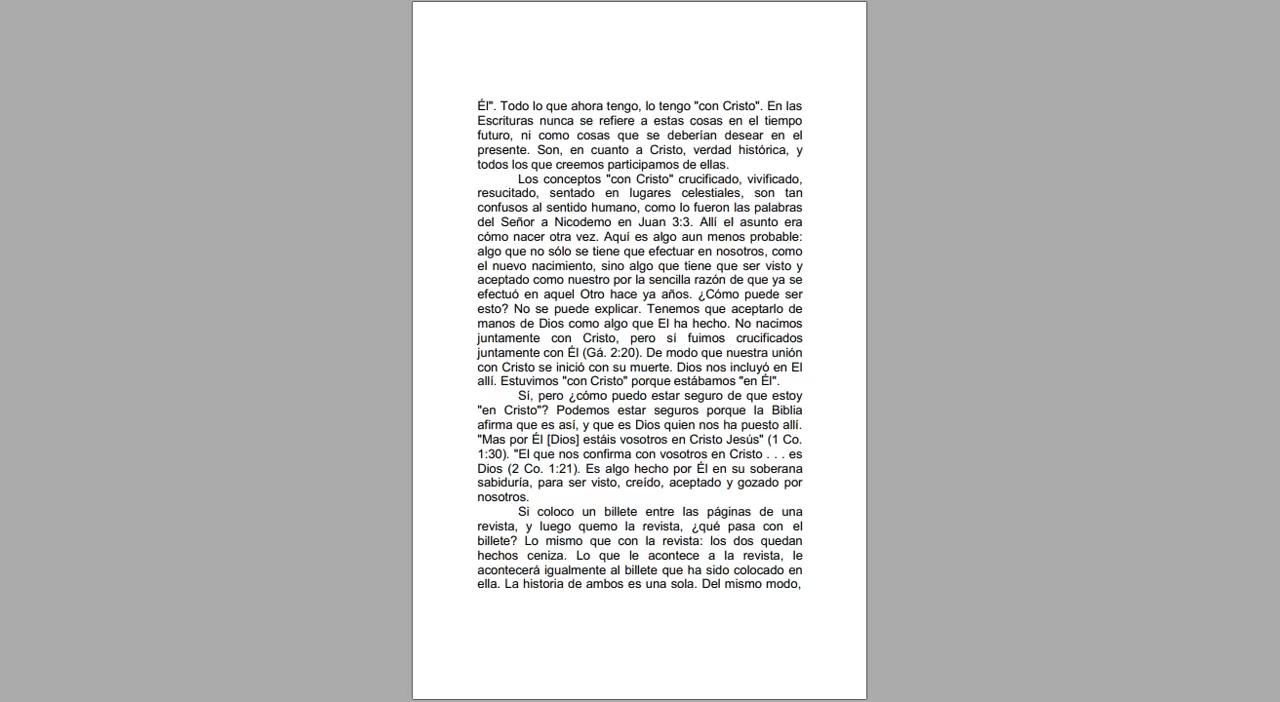 Él". Todo lo que ahora tengo, lo tengo "con Cristo". En las
Escrituras nunca se refiere a estas cosas en el tiempo
futuro, ni como cosas que se deberían desear en el
presente. Son, en cuanto a Cristo, verdad histórica, y
todos los que creemos participamos de ellas.
Los conceptos "con Cristo" crucificado, vivificado,
resucitado, sentado en lugares celestiales, son tan
confusos al sentido humano, como lo fueron las palabras
del Señor a Nicodemo en Juan 3:3. Allí el asunto era
cómo nacer otra vez. Aquí es algo aun menos probable:
algo que no sólo se tiene que efectuar en nosotros, como
el nuevo nacimiento, sino algo que tiene que ser visto y
aceptado como nuestro por la sencilla razón de que ya se
efectuó en aquel Otro hace ya años. ¿Cómo puede ser
esto? No se puede explicar. Tenemos que aceptarlo de
manos de Dios como algo que El ha hecho. No nacimos
juntamente con Cristo, pero sí fuimos crucificados
juntamente con Él (Gá. 2:20). De modo que nuestra unión
con Cristo se inició con su muerte. Dios nos incluyó en El
allí. Estuvimos "con Cristo" porque estábamos "en Él".
Sí, pero ¿cómo puedo estar seguro de que estoy
"en Cristo"? Podemos estar seguros porque la Biblia
afirma que es así, y que es Dios quien nos ha puesto allí.
"Mas por Él [Dios] estáis vosotros en Cristo Jesús" (1 Co.
1:30). "El que nos confirma con vosotros en Cristo . . . es
Dios (2 Co. 1:21). Es algo hecho por Él en su soberana
sabiduría, para ser visto, creído, aceptado y gozado por
nosotros.
Si coloco un billete entre las páginas de una
revista, y luego quemo la revista, ¿qué pasa con el
billete? Lo mismo que con la revista: los dos quedan
hechos ceniza. Lo que le acontece a la revista, le
acontecerá igualmente al billete que ha sido colocado en
ella. La historia de ambos es una sola. Del mismo modo,